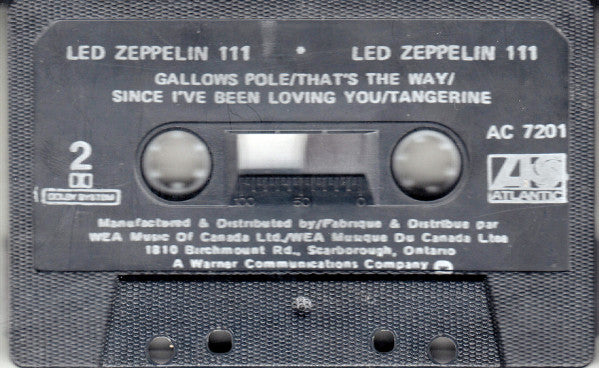 LED ZEPPELIN 111 • LED ZEPPELIN 111
GALLOWS POLE/THAT'S THE WAY/
SINCE I'VE BEEN LOVING YOU/TANGERINE
AC 7201
2
DOLBY SYSTEM
ATLANTIC
100 50 0
Manufactured & Distributed by/Fabrique & Distribue par
WEA Music Of Canada Ltd./WEA Musique Du Canada Ltee
1810 Birchmount Rd., Scarborough, Ontario
A Warner Communications Company